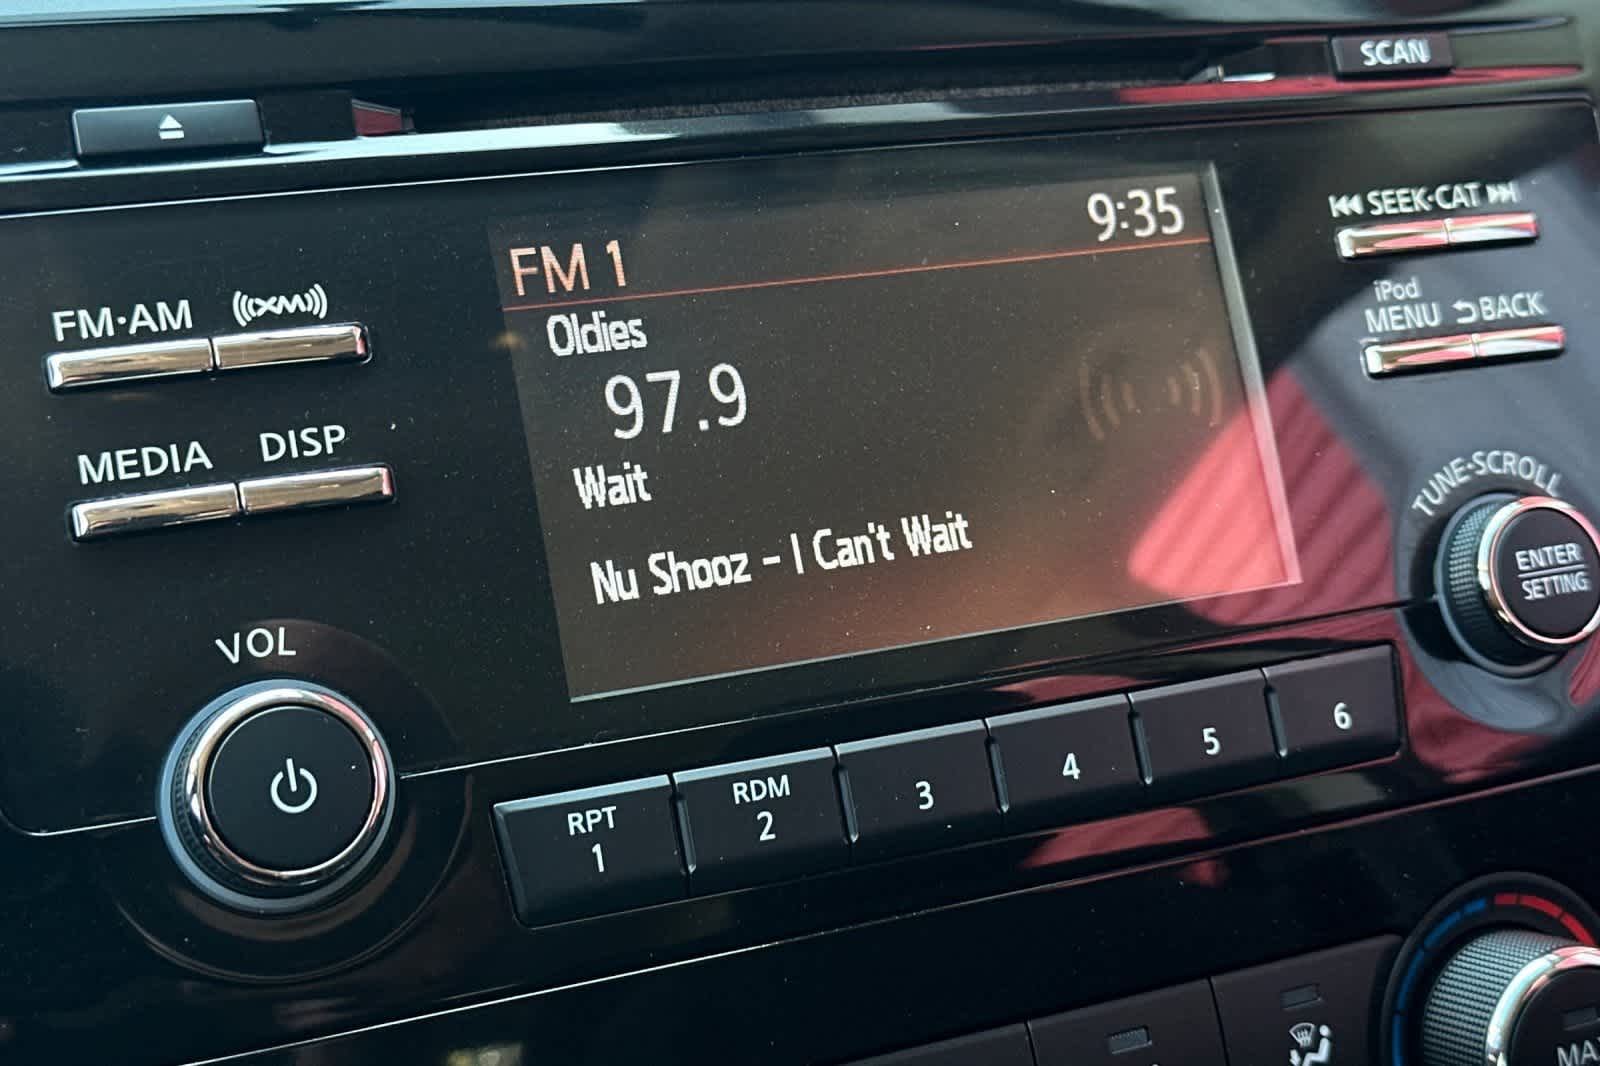 SCAN
9:35
SEEK·CAT
FM 1
iPod
MENU
BACK
FM·AM
XM
Oldies
97.9
MEDIA
DISP
Wait
TUNE·SCROLL
Nu Shooz - I Can't Wait
ENTER
SETTING
VOL
RPT
1
RDM
2
3
4
5
6